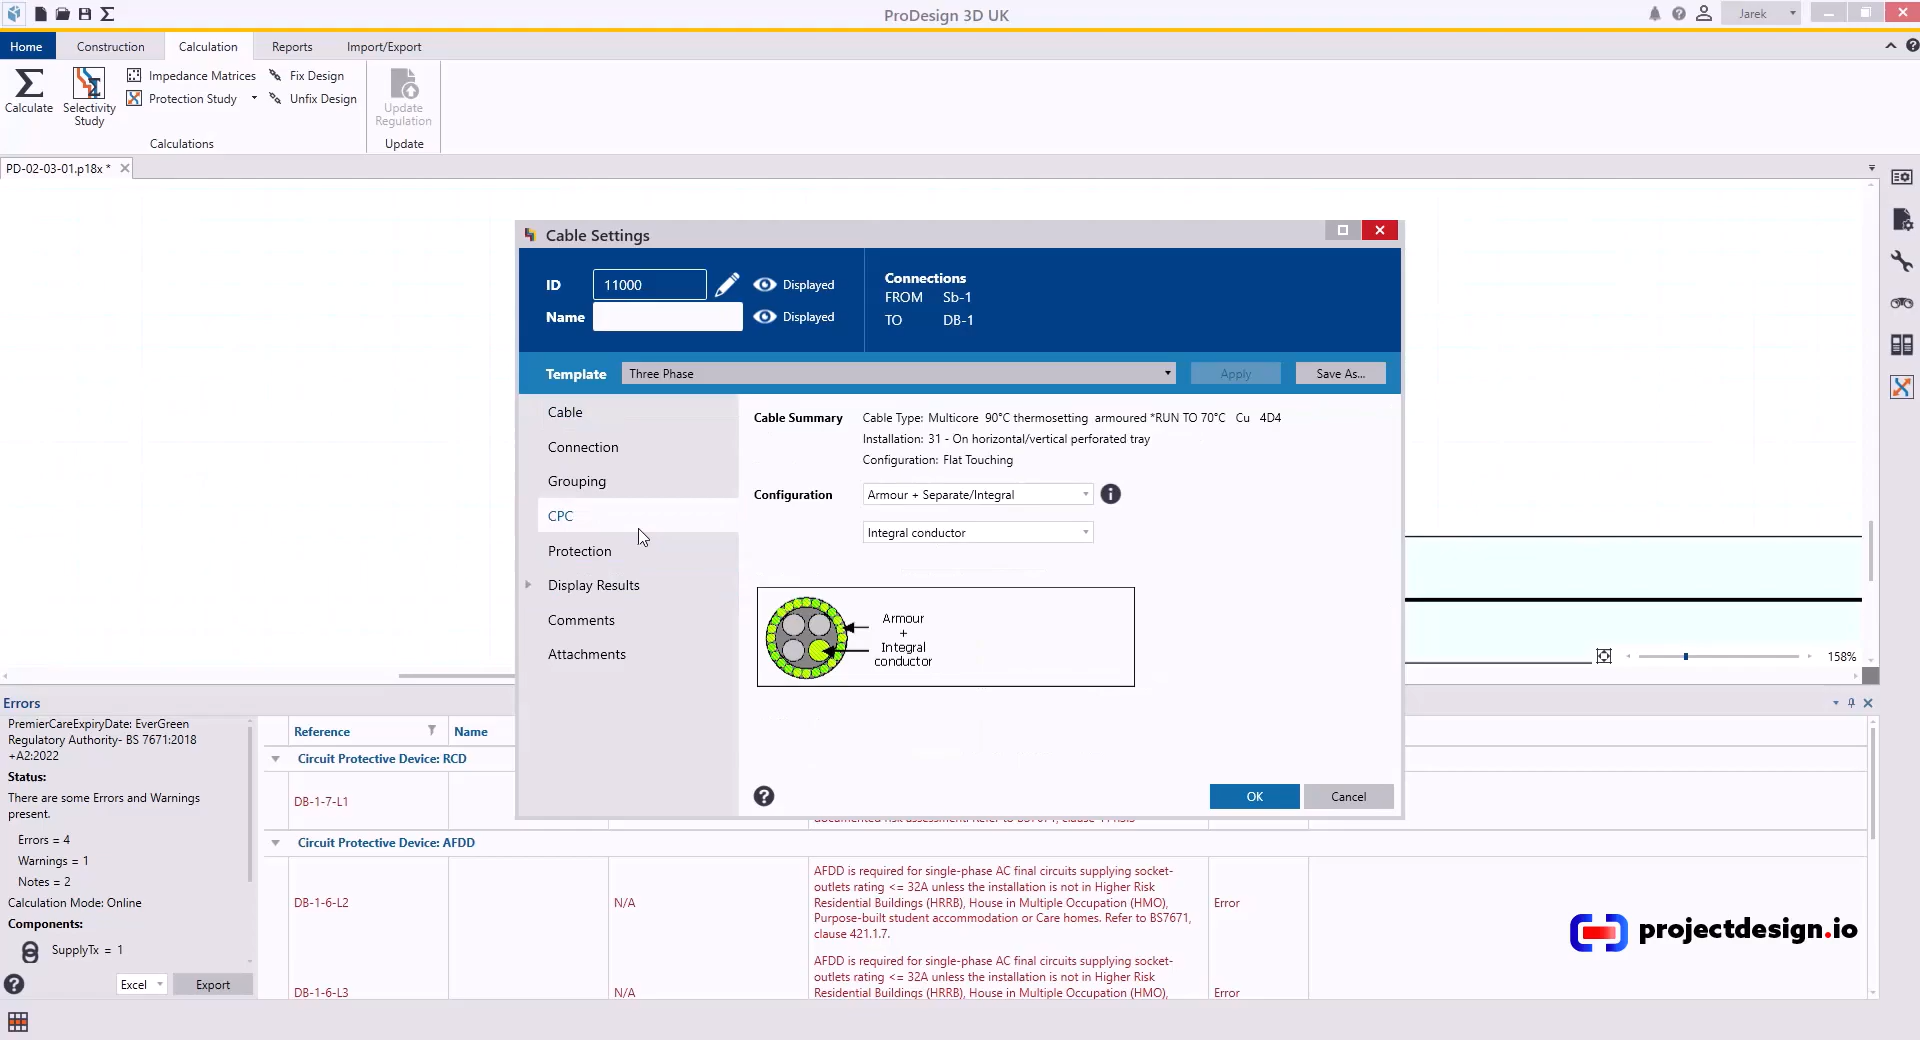 ProDesign 3D UK
Jarek
Home
Construction
Calculation
Reports
Import/Export
Calculate
Selectivity
Study
Impedance Matrices
Protection Study
Fix Design
Unfix Design
Calculations
Update
Regulation
Update
PD-02-03-01.p18x *
Cable Settings
ID
11000
Displayed
Name
Displayed
Connections
FROM Sb-1
TO DB-1
Template
Three Phase
Apply
Save As...
Cable
Connection
Grouping
CPC
Protection
Display Results
Comments
Attachments
Cable Summary
Cable Type: Multicore 90°C thermosetting armoured *RUN TO 70°C Cu 4D4
Installation: 31 - On horizontal/vertical perforated tray
Configuration: Flat Touching
Configuration
Armour + Separate/Integral
Integral conductor
Armour
+
Integral
conductor
OK
Cancel
158%
Errors
PremierCareExpiryDate: EverGreen
Regulatory Authority- BS 7671:2018
+A2:2022
Status:
There are some Errors and Warnings
present.
Errors = 4
Warnings = 1
Notes = 2
Calculation Mode: Online
Components:
SupplyTx = 1
Excel
Export
Reference
Name
Circuit Protective Device: RCD
DB-1-7-L1
Circuit Protective Device: AFDD
DB-1-6-L2
N/A
AFDD is required for single-phase AC final circuits supplying socket-
outlets rating <= 32A unless the installation is not in Higher Risk
Residential Buildings (HRRB), House in Multiple Occupation (HMO),
Purpose-built student accommodation or Care homes. Refer to BS7671,
clause 421.1.7.
Error
DB-1-6-L3
N/A
AFDD is required for single-phase AC final circuits supplying socket-
outlets rating <= 32A unless the installation is not in Higher Risk
Residential Buildings (HRRB), House in Multiple Occupation (HMO),
Error
projectdesign.io